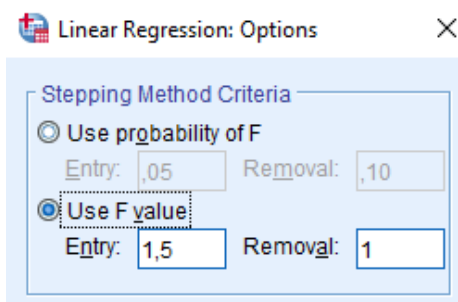 Linear Regression: Options
Stepping Method Criteria
Use probability of F
Entry: ,05 Removal: ,10
Use F value
Entry: 1,5 Removal: 1